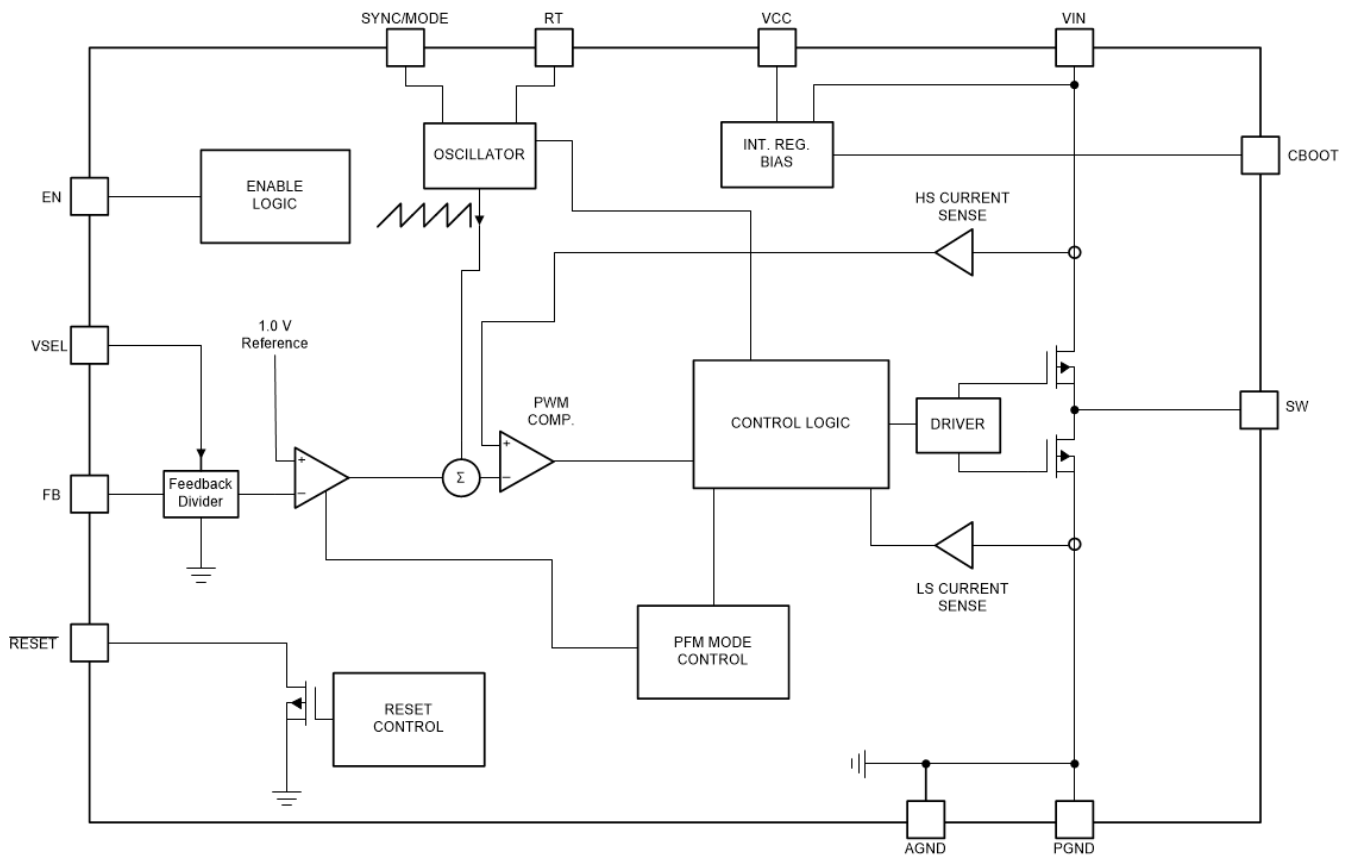 SYNC/MODE
RT
VCC
VIN
OSCILLATOR
INT. REG.
BIAS
CBOOT
EN
ENABLE
LOGIC
HS CURRENT
SENSE
VSEL
1.0 V
Reference
PWM
COMP.
CONTROL LOGIC
DRIVER
SW
+
+
−
−
Σ
FB
Feedback
Divider
LS CURRENT
SENSE
RESET
PFM MODE
CONTROL
RESET
CONTROL
AGND
PGND